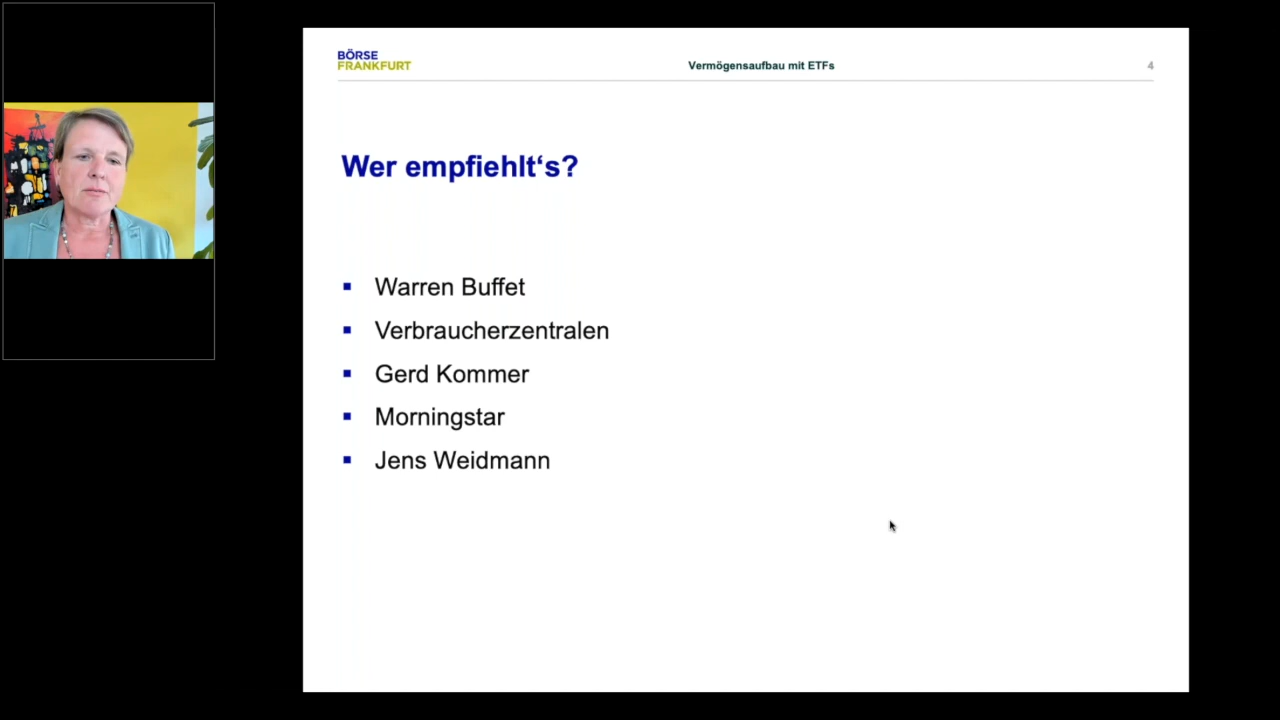 BÖRSE
FRANKFURT
Vermögensaufbau mit ETFs
4
Wer empfiehlt‘s?
Warren Buffet
Verbraucherzentralen
Gerd Kommer
Morningstar
Jens Weidmann